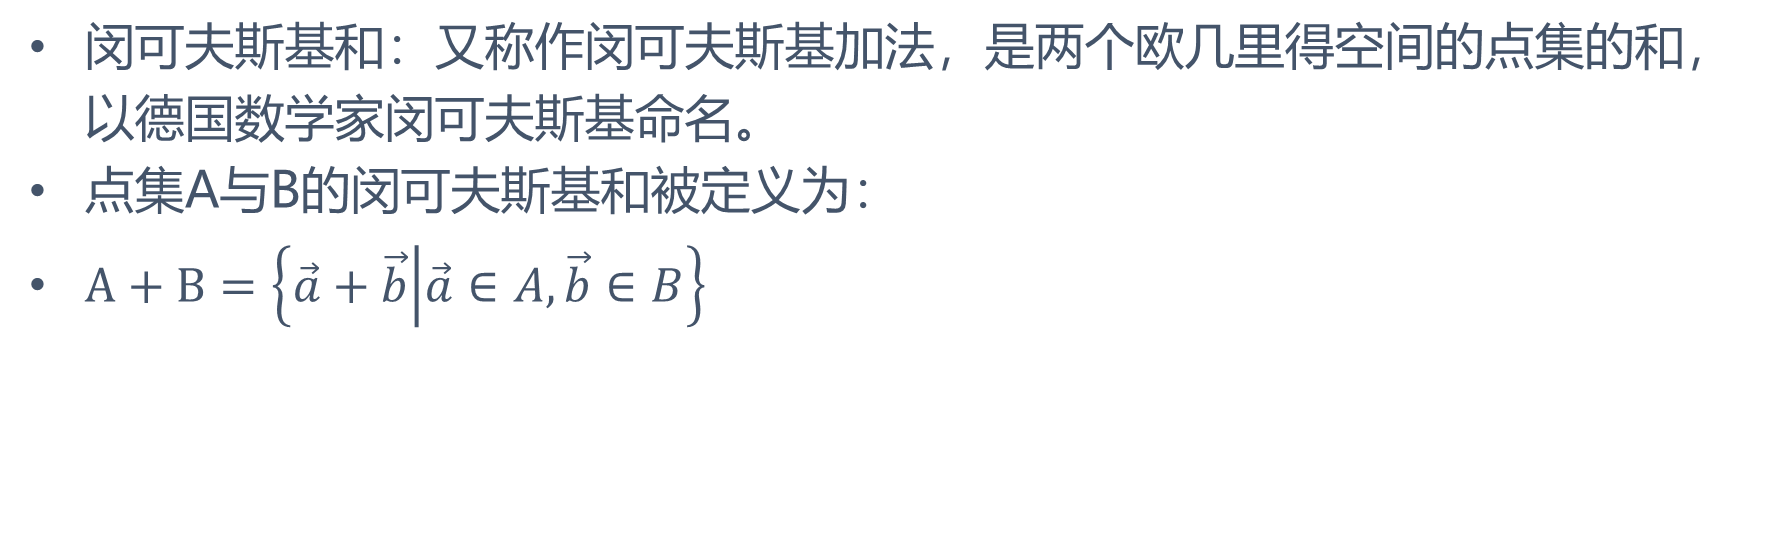 • 闵可夫斯基和：又称作闵可夫斯基加法，是两个欧几里得空间的点集的和，
以德国数学家闵可夫斯基命名。
• 点集A与B的闵可夫斯基和被定义为：
• A + B = {a⃗ + b⃗ | a⃗ ∈ A, b⃗ ∈ B}